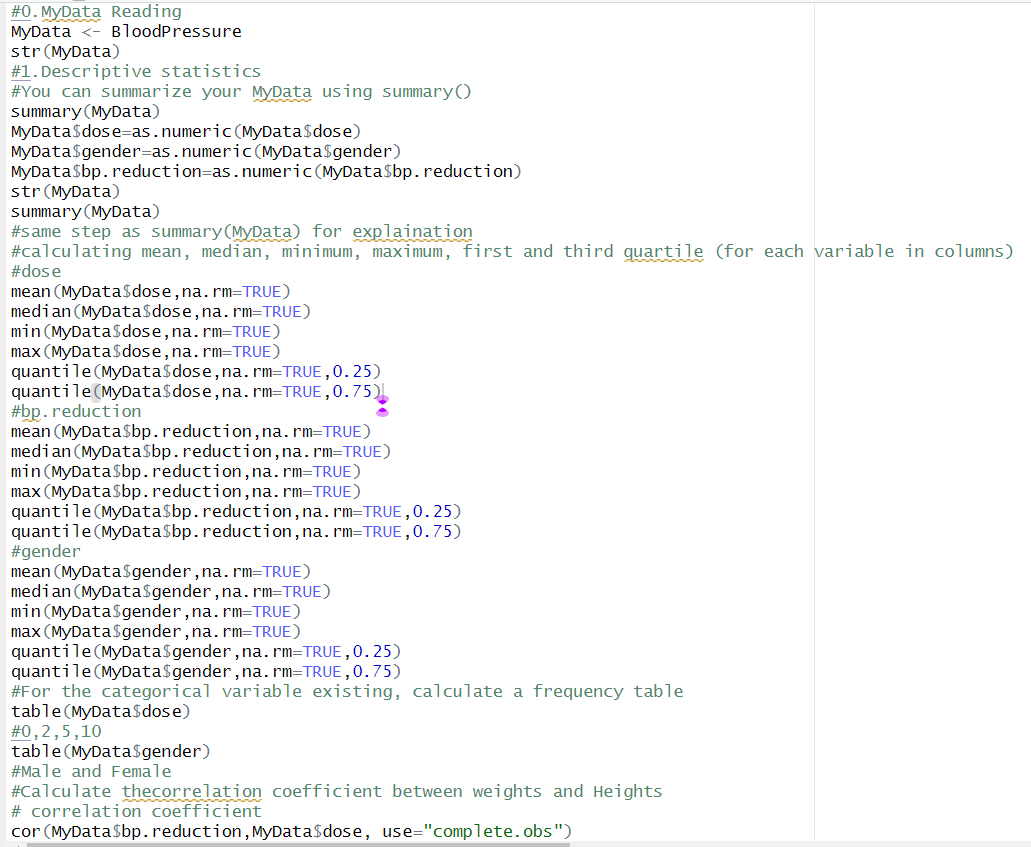 #0.MyData Reading
MyData <- BloodPressure
str(MyData)
#1.Descriptive statistics
#You can summarize your MyData using summary()
summary(MyData)
MyData$dose=as.numeric(MyData$dose)
MyData$gender=as.numeric(MyData$gender)
MyData$bp.reduction=as.numeric(MyData$bp.reduction)
str(MyData)
summary(MyData)
#same step as summary(MyData) for explaination
#calculating mean, median, minimum, maximum, first and third quartile (for each variable in columns)
#dose
mean(MyData$dose,na.rm=TRUE)
median(MyData$dose,na.rm=TRUE)
min(MyData$dose,na.rm=TRUE)
max(MyData$dose,na.rm=TRUE)
quantile(MyData$dose,na.rm=TRUE,0.25)
quantile(MyData$dose,na.rm=TRUE,0.75)
#bp.reduction
mean(MyData$bp.reduction,na.rm=TRUE)
median(MyData$bp.reduction,na.rm=TRUE)
min(MyData$bp.reduction,na.rm=TRUE)
max(MyData$bp.reduction,na.rm=TRUE)
quantile(MyData$bp.reduction,na.rm=TRUE,0.25)
quantile(MyData$bp.reduction,na.rm=TRUE,0.75)
#gender
mean(MyData$gender,na.rm=TRUE)
median(MyData$gender,na.rm=TRUE)
min(MyData$gender,na.rm=TRUE)
max(MyData$gender,na.rm=TRUE)
quantile(MyData$gender,na.rm=TRUE,0.25)
quantile(MyData$gender,na.rm=TRUE,0.75)
#For the categorical variable existing, calculate a frequency table
table(MyData$dose)
#0,2,5,10
table(MyData$gender)
#Male and Female
#Calculate thecorrelation coefficient between weights and Heights
# correlation coefficient
cor(MyData$bp.reduction,MyData$dose, use="complete.obs")